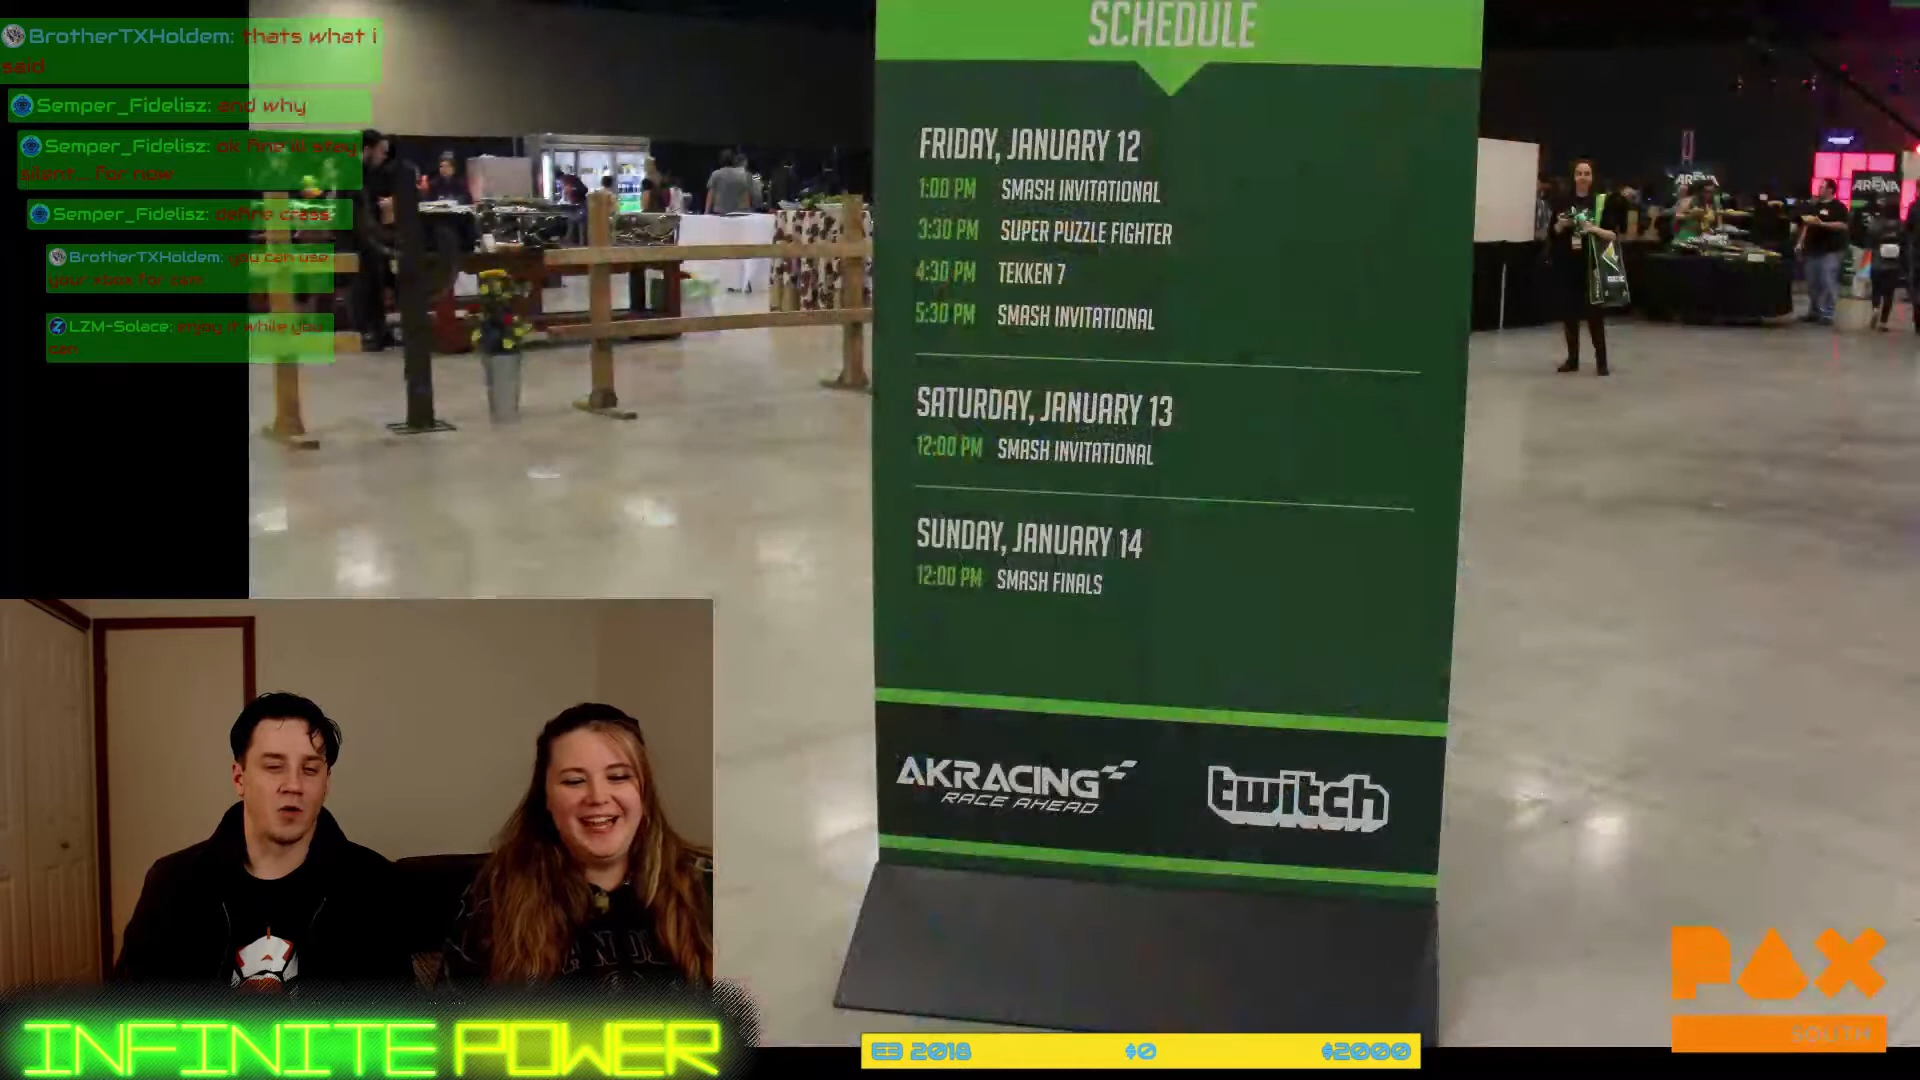 BrotherTXHoldem: thats what i
said
Semper_Fidelisz: and why
Semper_Fidelisz: ok fine ill stay
silent... for now
Semper_Fidelisz: define crass
BrotherTXHoldem: you can use
your xbox for
LZM-Solace: enjoy it while you
can
SCHEDULE
FRIDAY, JANUARY 12
1:00 PM SMASH INVITATIONAL
3:30 PM SUPER PUZZLE FIGHTER
4:30 PM TEKKEN 7
5:30 PM SMASH INVITATIONAL
SATURDAY, JANUARY 13
12:00 PM SMASH INVITATIONAL
SUNDAY, JANUARY 14
12:00 PM SMASH FINALS
AKRACING
RACE AHEAD
twitch
ARENA
ARENA
INFINITE POWER
E3 2018 $0 $2000
PAX
SOUTH